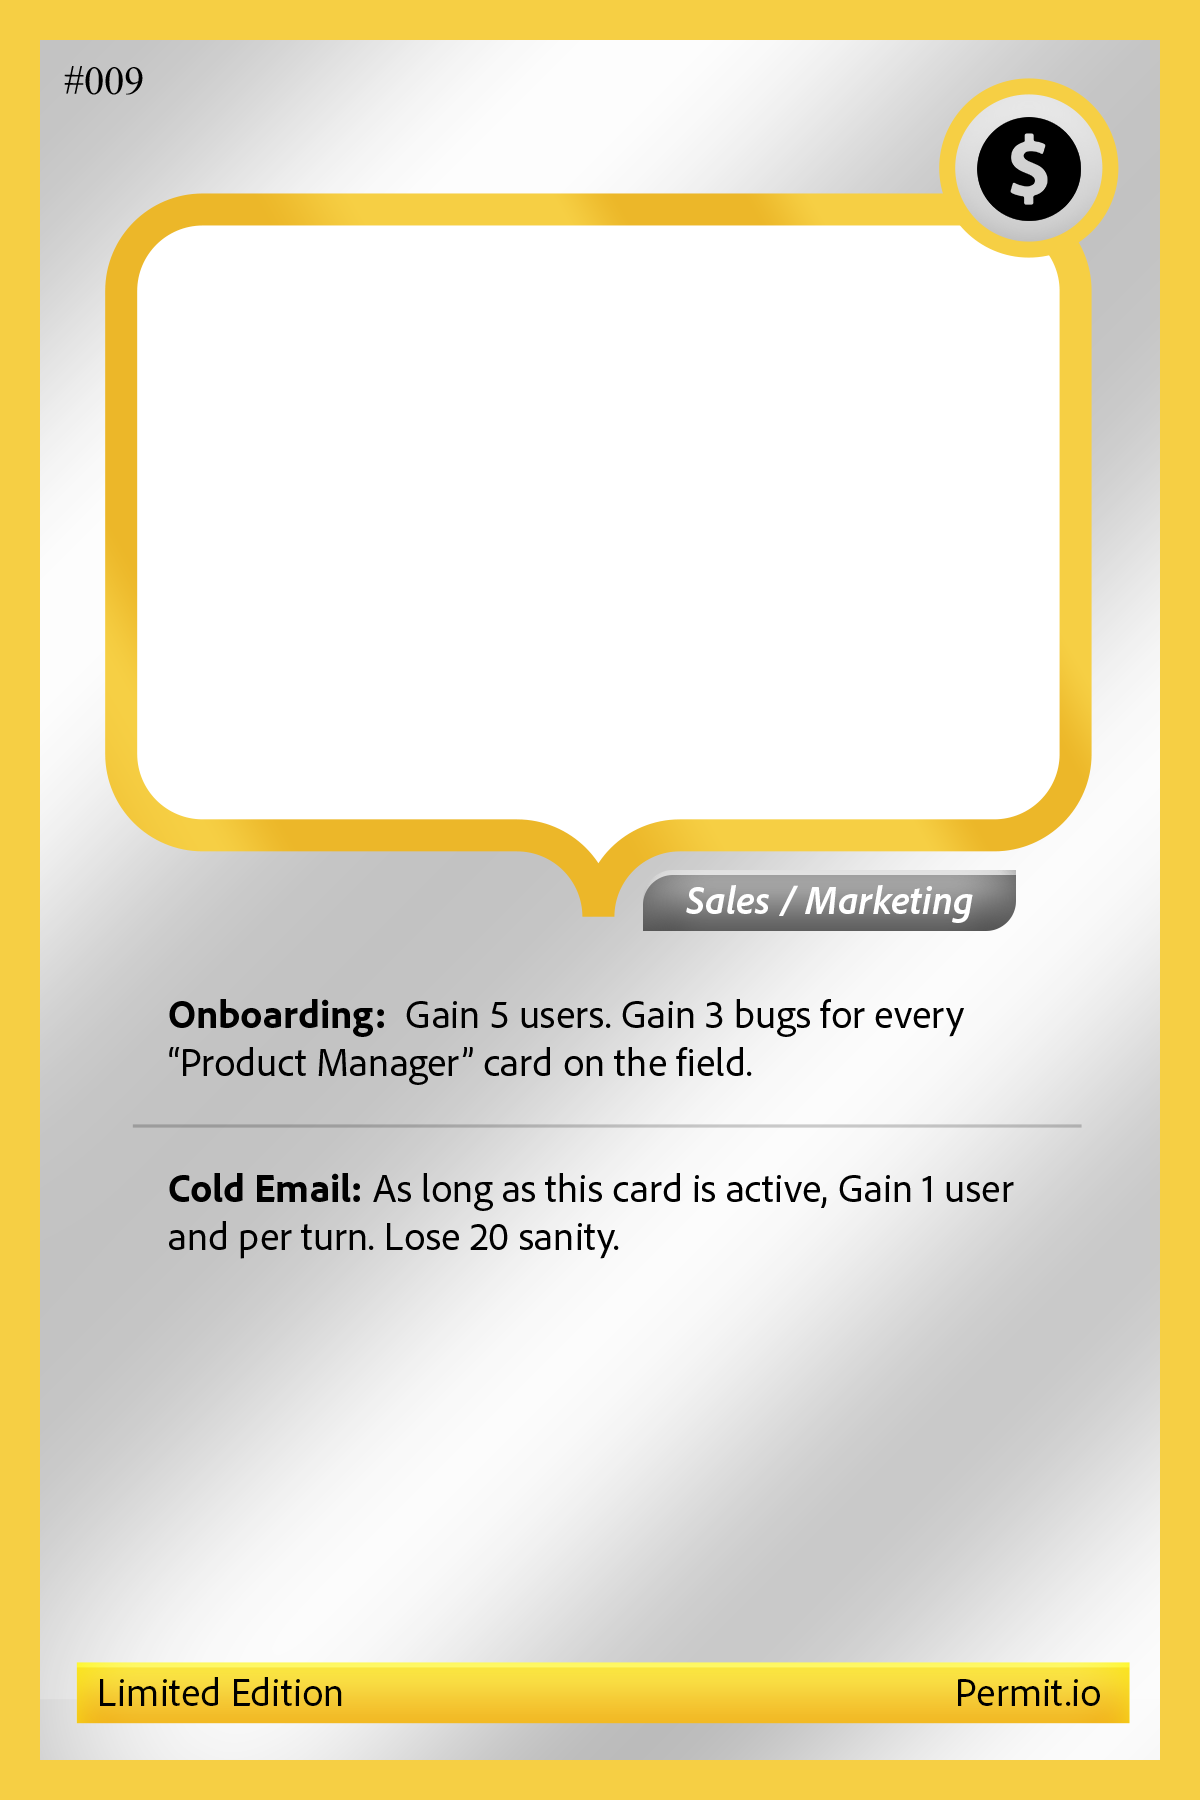 #009
$
Sales / Marketing
Onboarding: Gain 5 users. Gain 3 bugs for every
“Product Manager” card on the field.
Cold Email: As long as this card is active, Gain 1 user
and per turn. Lose 20 sanity.
Limited Edition
Permit.io